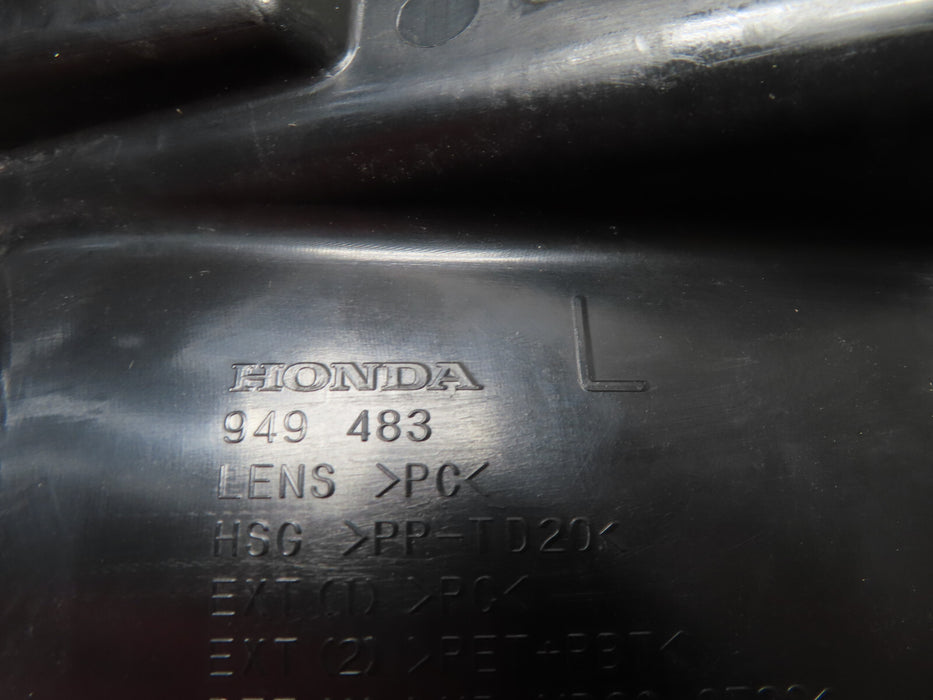 HONDA L
949 483
LENS >PC<
HSG >PP-TD20<
EXT(1) >PC<
EXT(2) >PET+PBT<